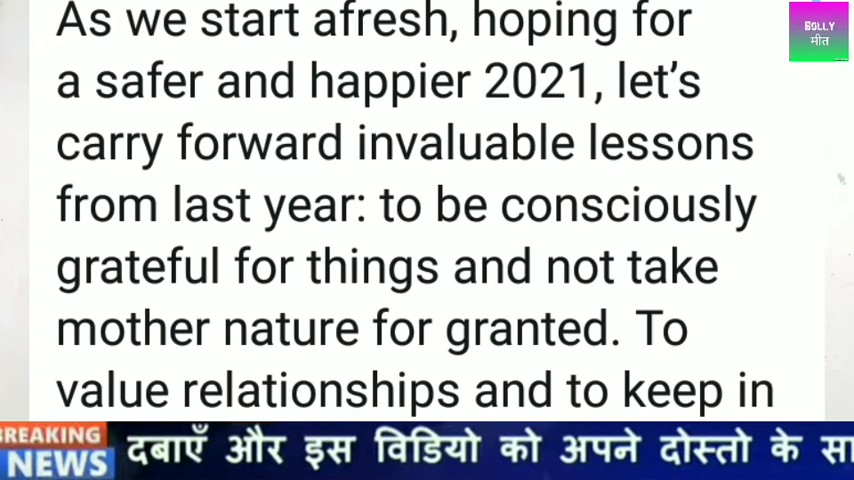 As we start afresh, hoping for
a safer and happier 2021, let's
carry forward invaluable lessons
from last year: to be consciously
grateful for things and not take
mother nature for granted. To
value relationships and to keep in
BOLLY
मीत
BREAKING
NEWS
दबाएँ और इस विडियो को अपने दोस्तो के सा